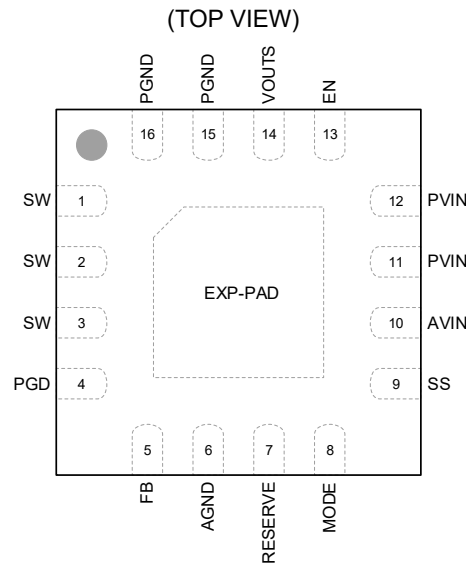 (TOP VIEW)
PGND
PGND
VOUTS
EN
16
15
14
13
SW 1
12 PVIN
SW 2
11 PVIN
EXP-PAD
SW 3
10 AVIN
PGD 4
9 SS
5
6
7
8
FB
AGND
RESERVE
MODE